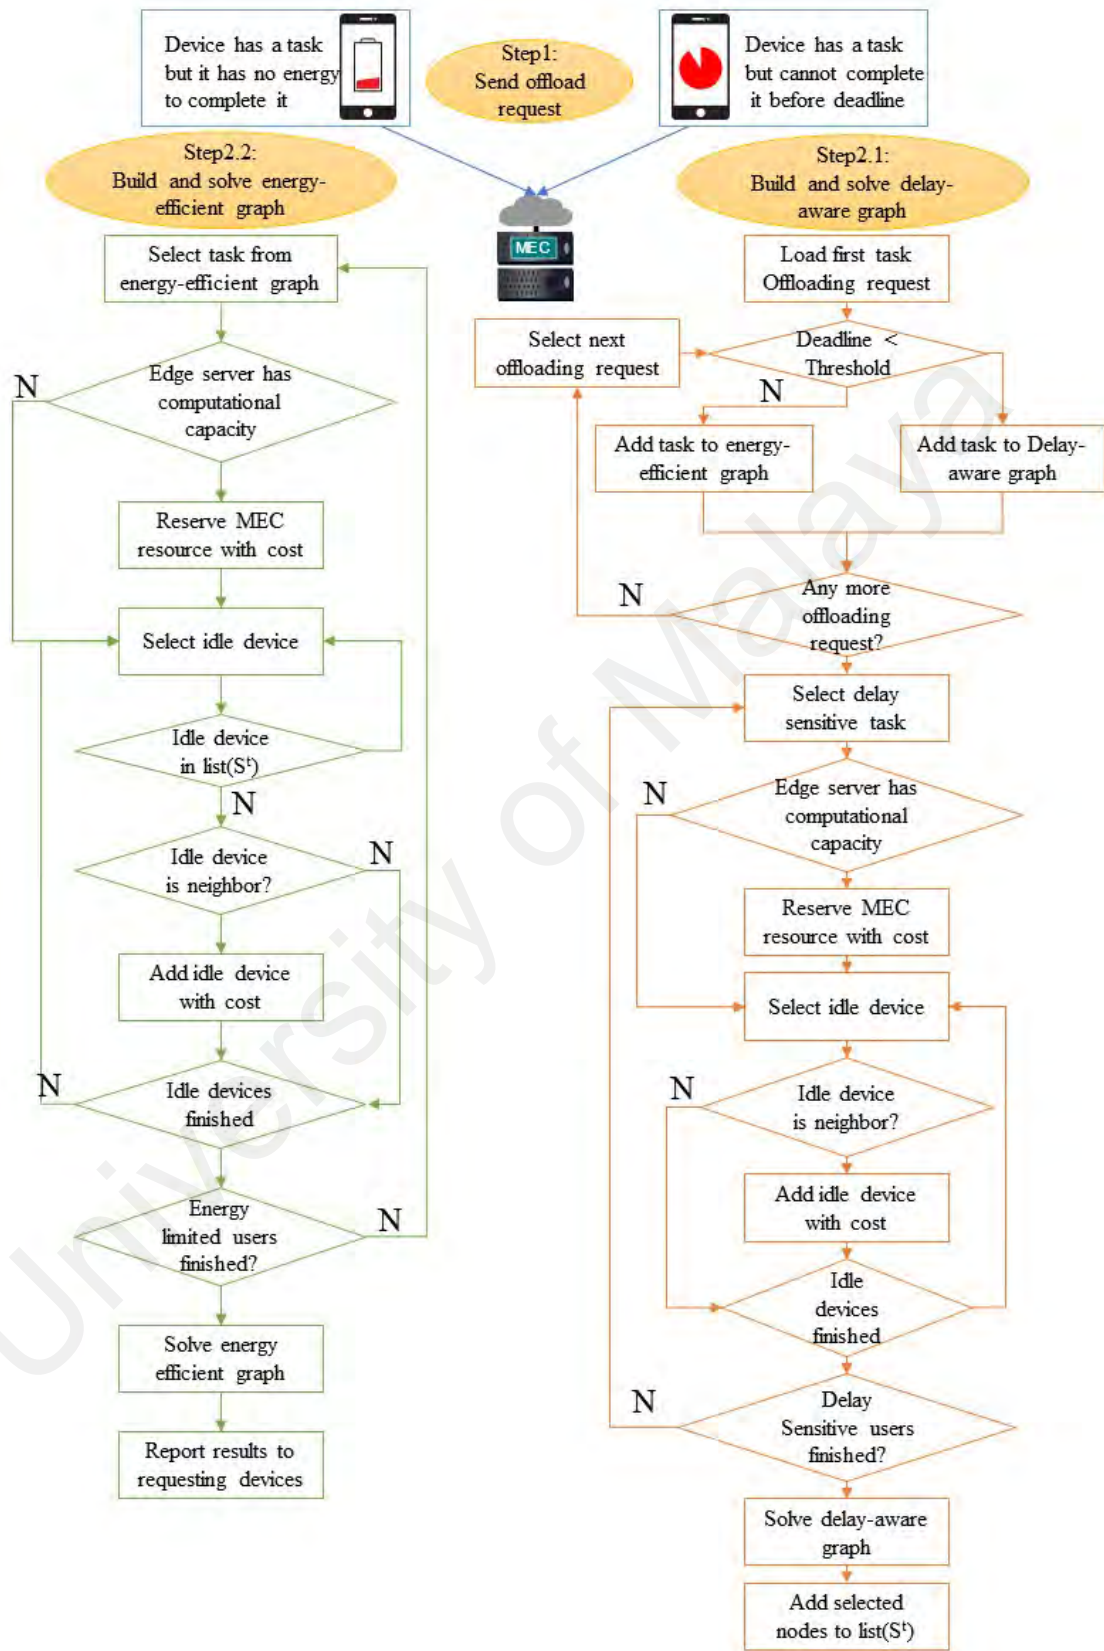 Device has a task
but it has no energy
to complete it
Step1:
Send offload
request
Device has a task
but cannot complete
it before deadline
Step2.2:
Build and solve energy-
efficient graph
Step2.1:
Build and solve delay-
aware graph
MEC
Select task from
energy-efficient graph
Edge server has
computational
capacity
N
Reserve MEC
resource with cost
Select idle device
Idle device
in list(Sᵗ)
N
Idle device
is neighbor?
N
Add idle device
with cost
Idle devices
finished
N
Energy
limited users
finished?
N
Solve energy
efficient graph
Report results to
requesting devices
Load first task
Offloading request
Select next
offloading request
Deadline <
Threshold
N
Add task to energy-
efficient graph
Add task to Delay-
aware graph
Any more
offloading
request?
N
Select delay
sensitive task
Edge server has
computational
capacity
N
Reserve MEC
resource with cost
Select idle device
Idle device
is neighbor?
N
Add idle device
with cost
Idle
devices
finished
Delay
Sensitive users
finished?
N
Solve delay-aware
graph
Add selected
nodes to list(Sᵗ)
University of Malaya